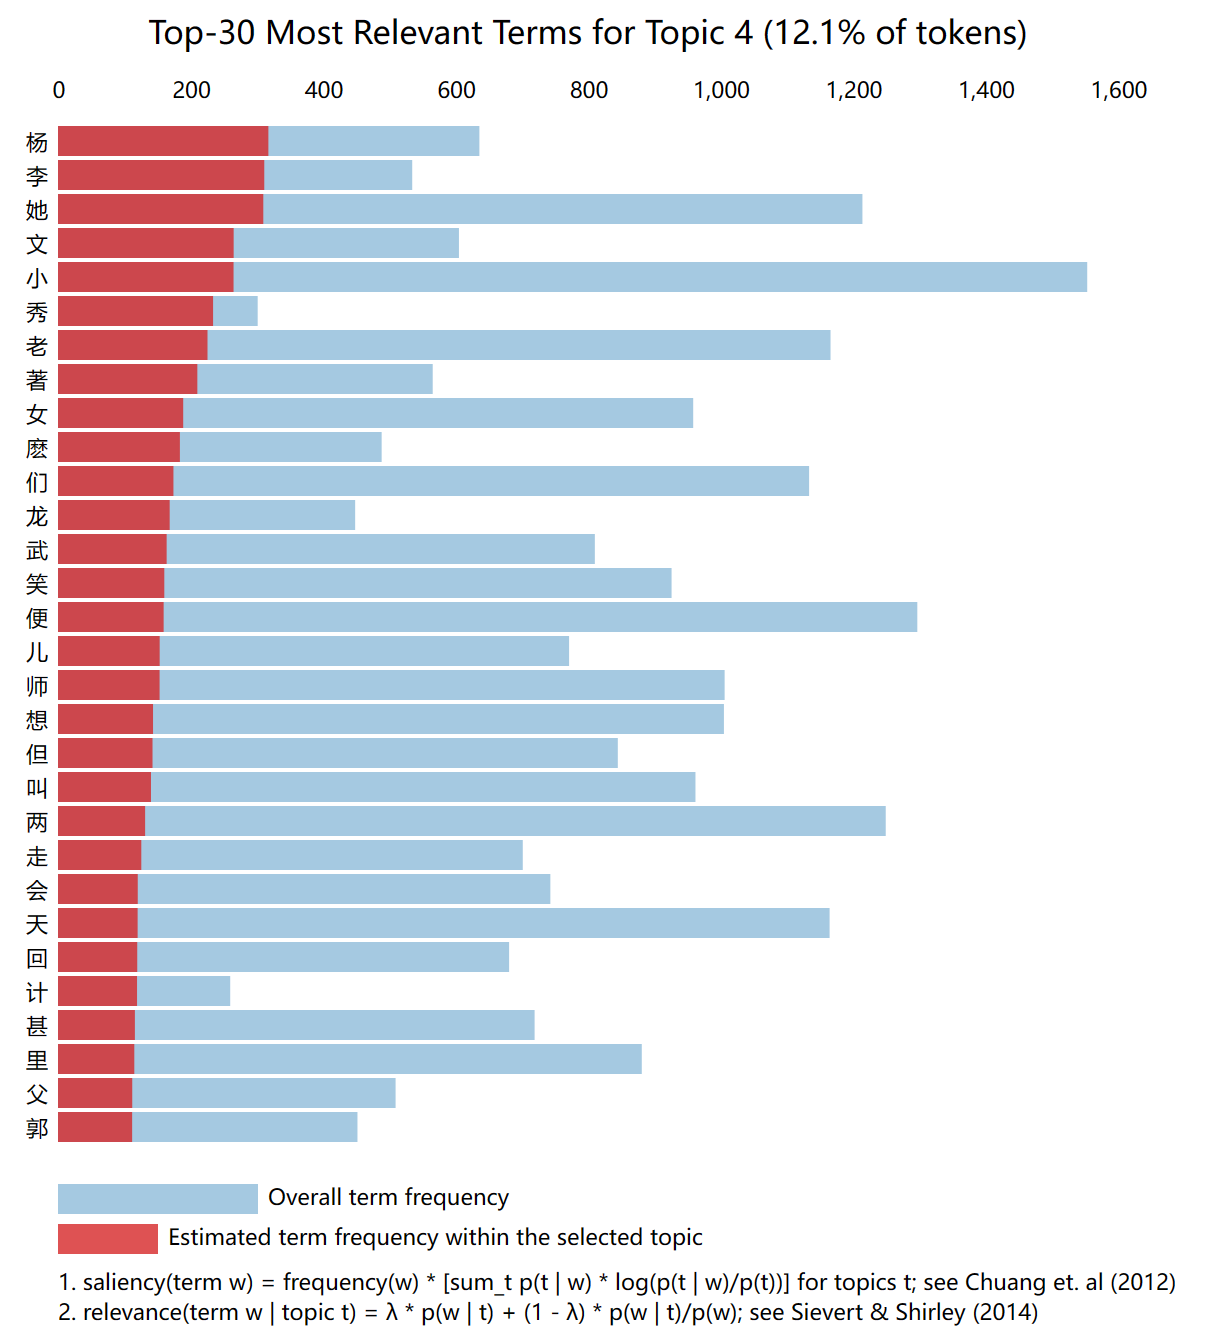 Top-30 Most Relevant Terms for Topic 4 (12.1% of tokens)
0 200 400 600 800 1,000 1,200 1,400 1,600
杨
李
她
文
小
秀
老
著
女
麽
们
龙
武
笑
便
儿
师
想
但
叫
两
走
会
天
回
计
甚
里
父
郭
Overall term frequency
Estimated term frequency within the selected topic
1. saliency(term w) = frequency(w) * [sum_t p(t | w) * log(p(t | w)/p(t))] for topics t; see Chuang et. al (2012)
2. relevance(term w | topic t) = λ * p(w | t) + (1 - λ) * p(w | t)/p(w); see Sievert & Shirley (2014)